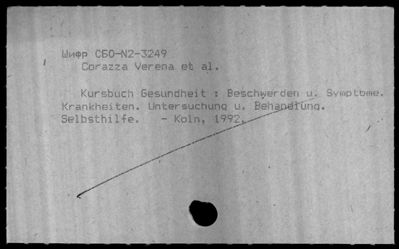 Шифр СБО-N2-3249
Corazza Verena et al.
Kursbuch Gesundheit : Beschwerden u. Symptome.
Krankheiten. Untersuchung u. Behandlung.
Selbsthilfe. - Koln, 1992.